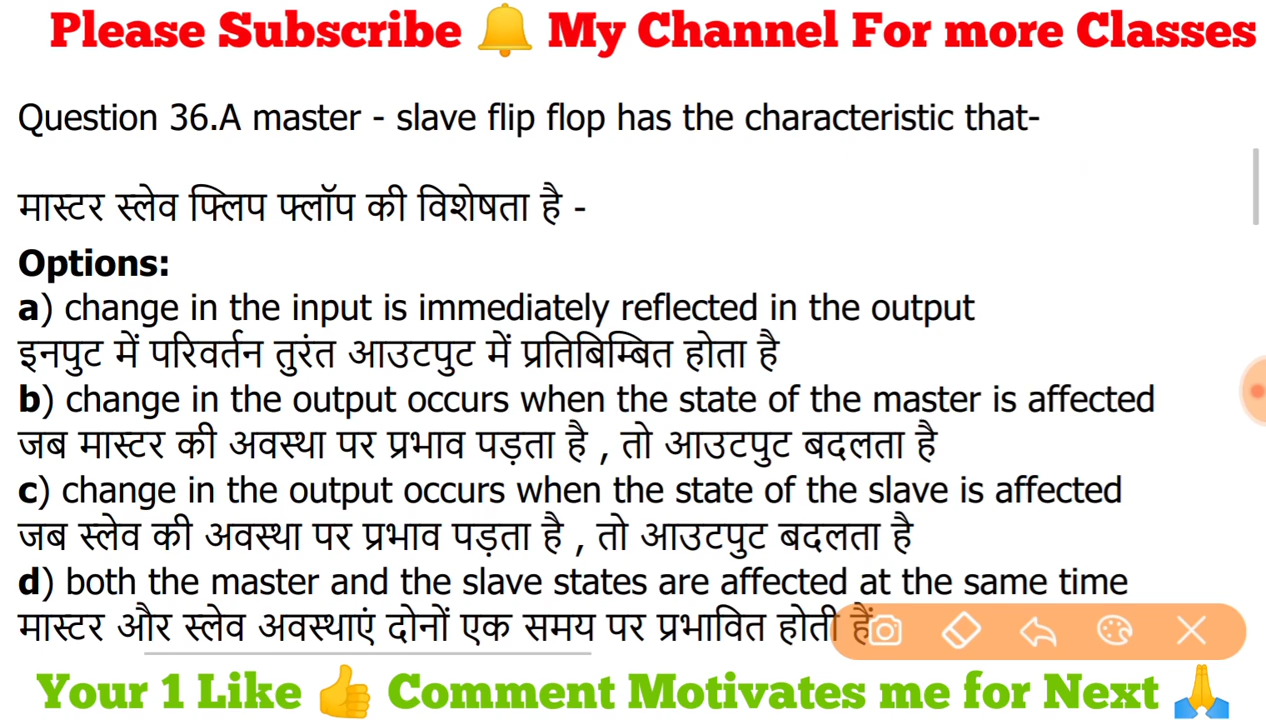 Please Subscribe 🔔 My Channel For more Classes
Question 36.A master - slave flip flop has the characteristic that-
मास्टर स्लेव फ्लिप फ्लॉप की विशेषता है -
Options:
a) change in the input is immediately reflected in the output
इनपुट में परिवर्तन तुरंत आउटपुट में प्रतिबिम्बित होता है
b) change in the output occurs when the state of the master is affected
जब मास्टर की अवस्था पर प्रभाव पड़ता है , तो आउटपुट बदलता है
c) change in the output occurs when the state of the slave is affected
जब स्लेव की अवस्था पर प्रभाव पड़ता है , तो आउटपुट बदलता है
d) both the master and the slave states are affected at the same time
मास्टर और स्लेव अवस्थाएं दोनों एक समय पर प्रभावित होती हैं
Your 1 Like 👍 Comment Motivates me for Next 🙏